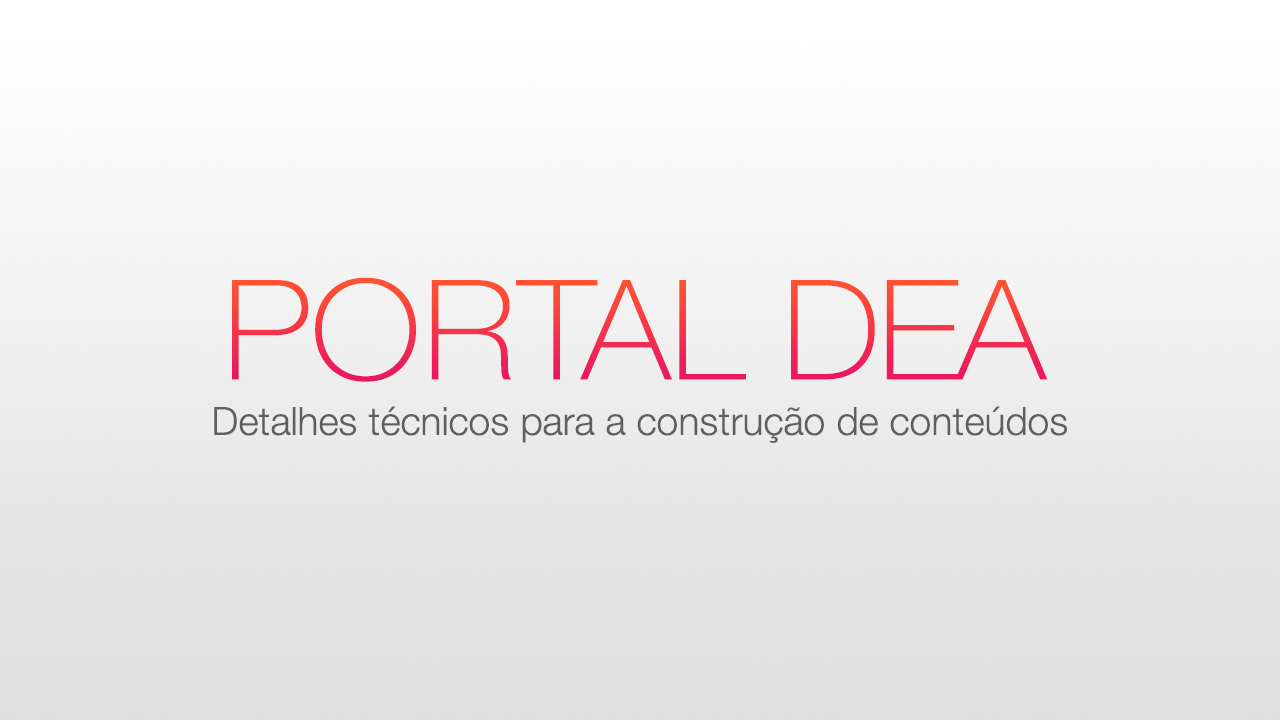 PORTAL DEA
Detalhes técnicos para a construção de conteúdos